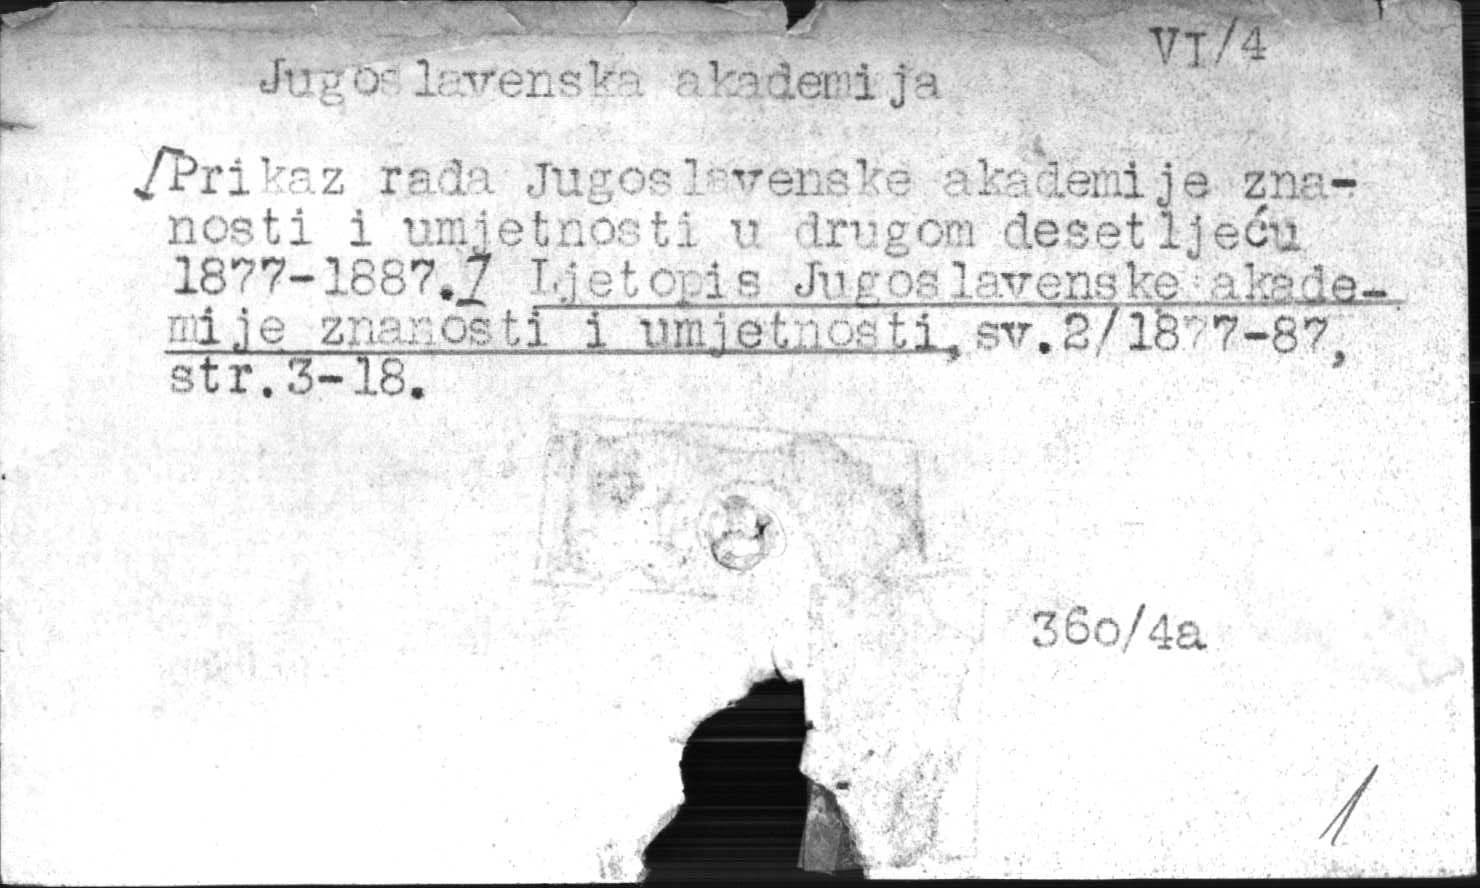 VI/4
Jugoslavenska akademija
[Prikaz rada Jugoslavenske akademije zna-
nosti i umjetnosti u drugom desetljeću
1877-1887.] Ljetopis Jugoslavenske akade-
mije znanosti i umjetnosti, sv.2/1877-87,
str.3-18.
36o/4a
1